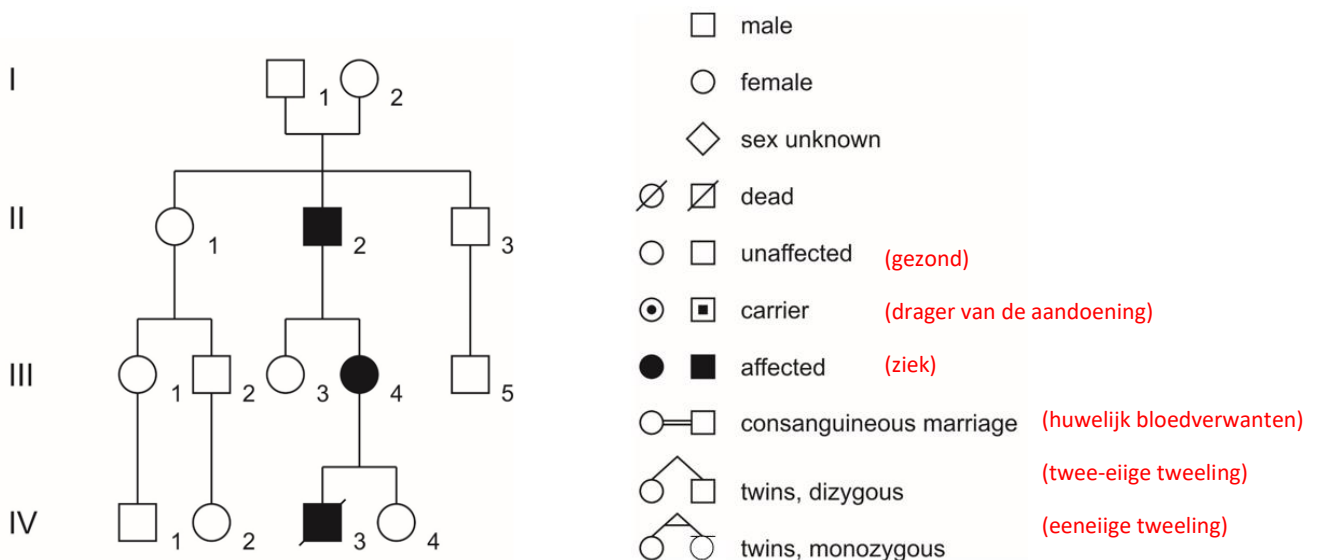 I
1
2
II
1
2
3
III
1
2
3
4
5
IV
1
2
3
4
male
female
sex unknown
dead
unaffected (gezond)
carrier (drager van de aandoening)
affected (ziek)
consanguineous marriage (huwelijk bloedverwanten)
twins, dizygous (twee-eiige tweeling)
twins, monozygous (eeneiige tweeling)